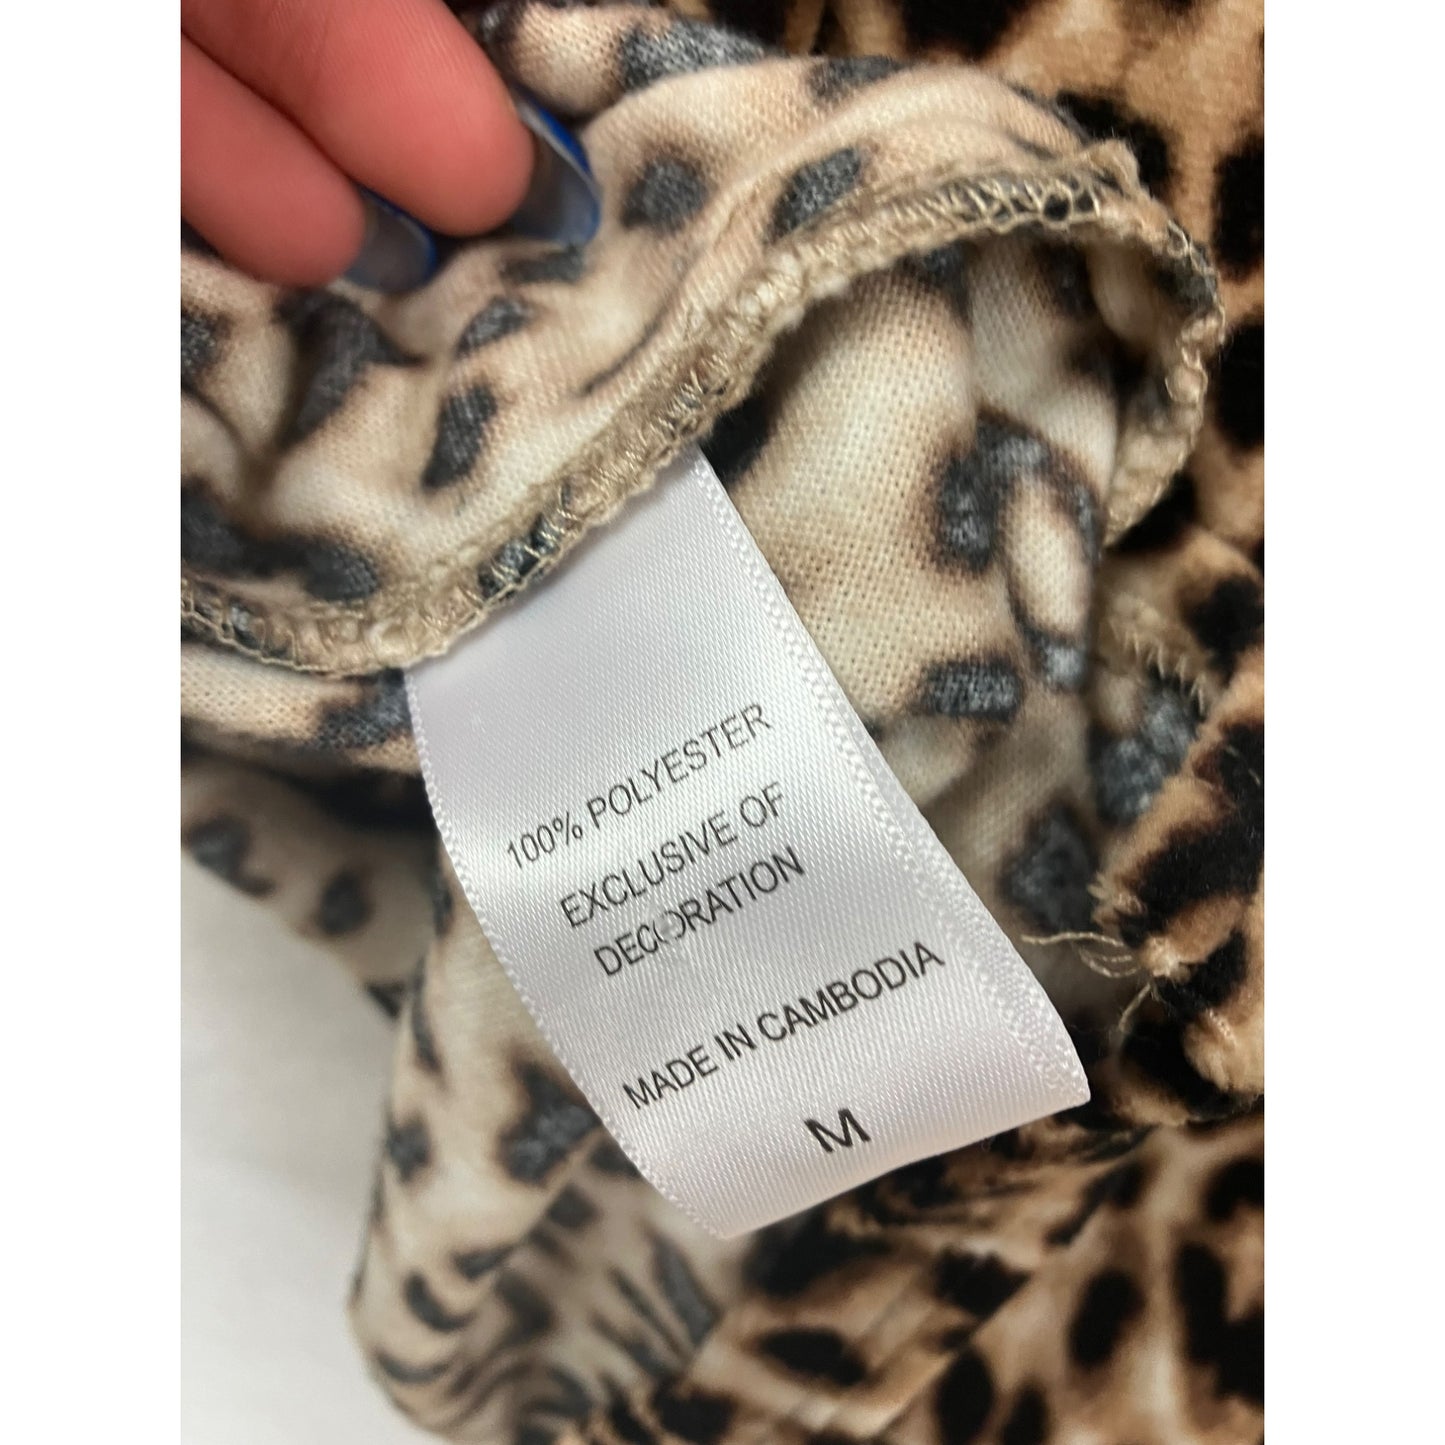 100% POLYESTER
EXCLUSIVE OF
DECORATION
MADE IN CAMBODIA
M